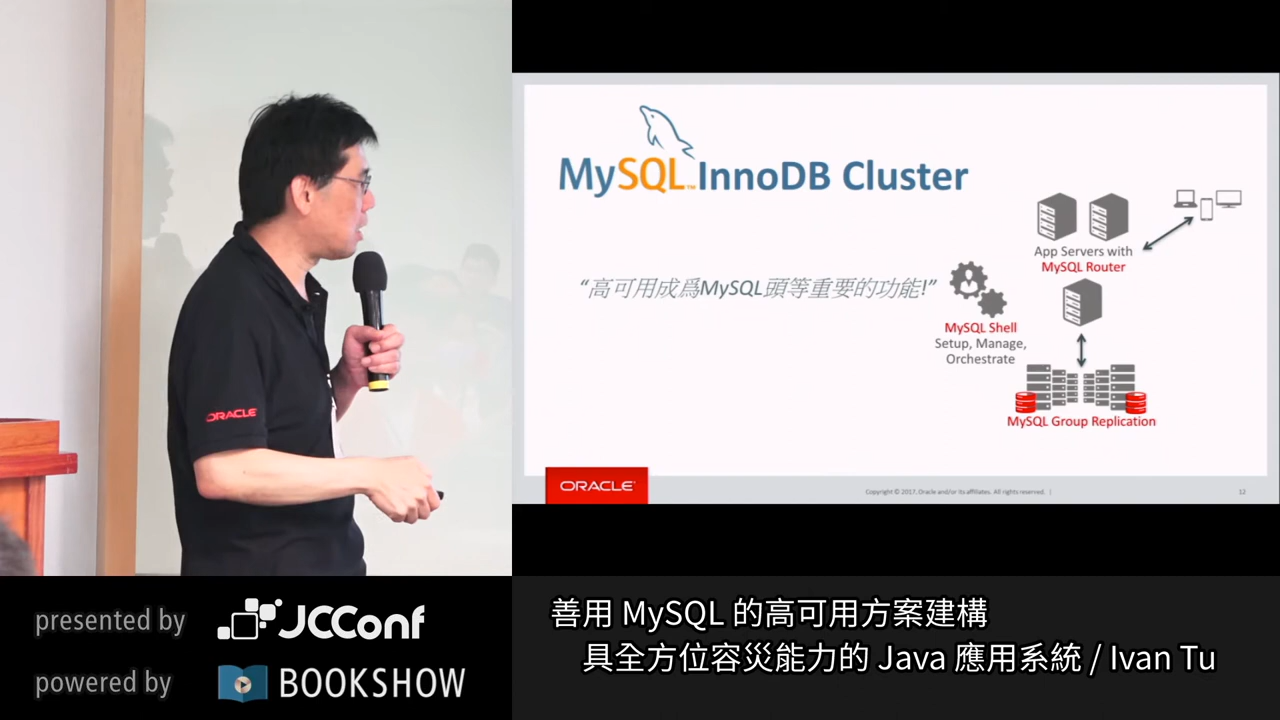 MySQL InnoDB Cluster
“高可用成爲MySQL頭等重要的功能!”
App Servers with
MySQL Router
MySQL Shell
Setup, Manage,
Orchestrate
MySQL Group Replication
ORACLE
Copyright © 2017, Oracle and/or its affiliates. All rights reserved. |
12
ORACLE
presented by JCConf
powered by BOOKSHOW
善用 MySQL 的高可用方案建構
具全方位容災能力的 Java 應用系統 / Ivan Tu